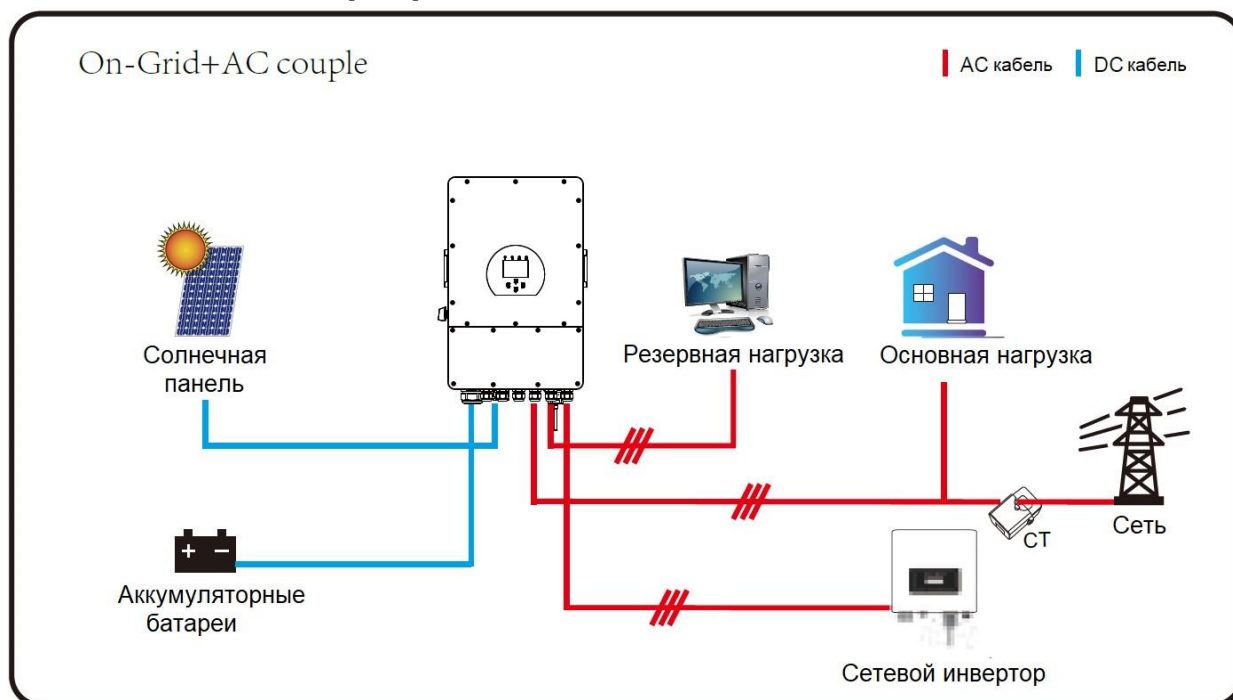 On-Grid+AC couple
AC кабель
DC кабель
Солнечная
панель
Резервная нагрузка
Основная нагрузка
CT
Сеть
Аккумуляторные
батареи
Сетевой инвертор